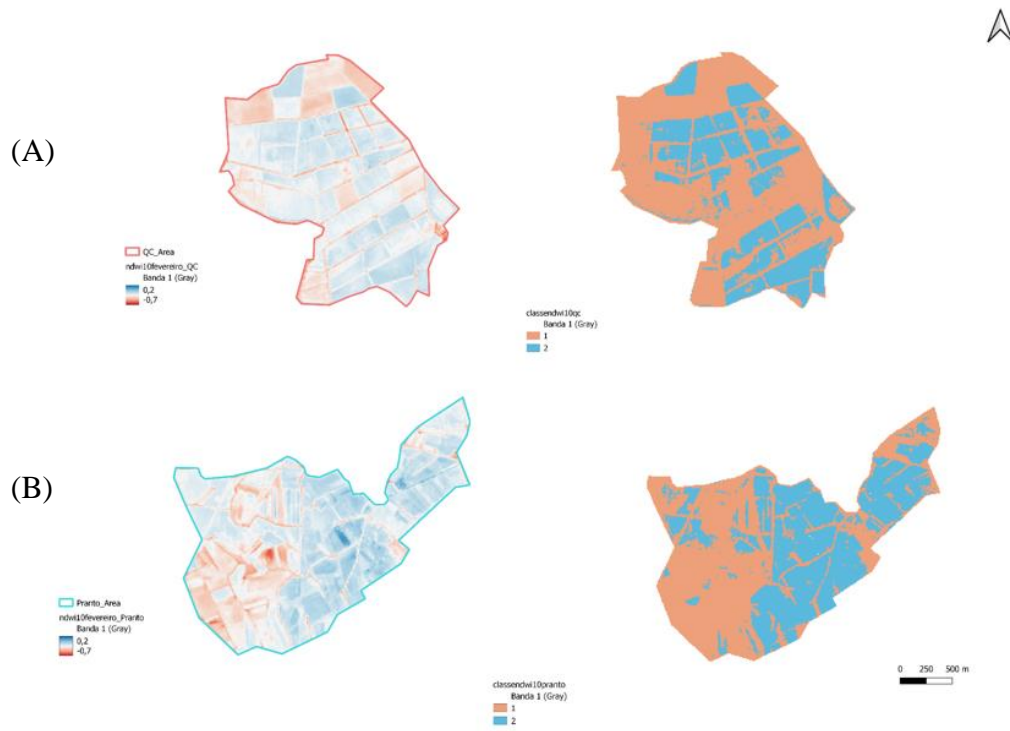 (A)
QC_Area
ndwi10fevereiro_QC
Banda 1 (Gray)
0,2
-0,7
classendwi10qc
Banda 1 (Gray)
1
2
(B)
Pranto_Area
ndwi10fevereiro_Pranto
Banda 1 (Gray)
0,2
-0,7
classendwi10pranto
Banda 1 (Gray)
1
2
0 250 500 m